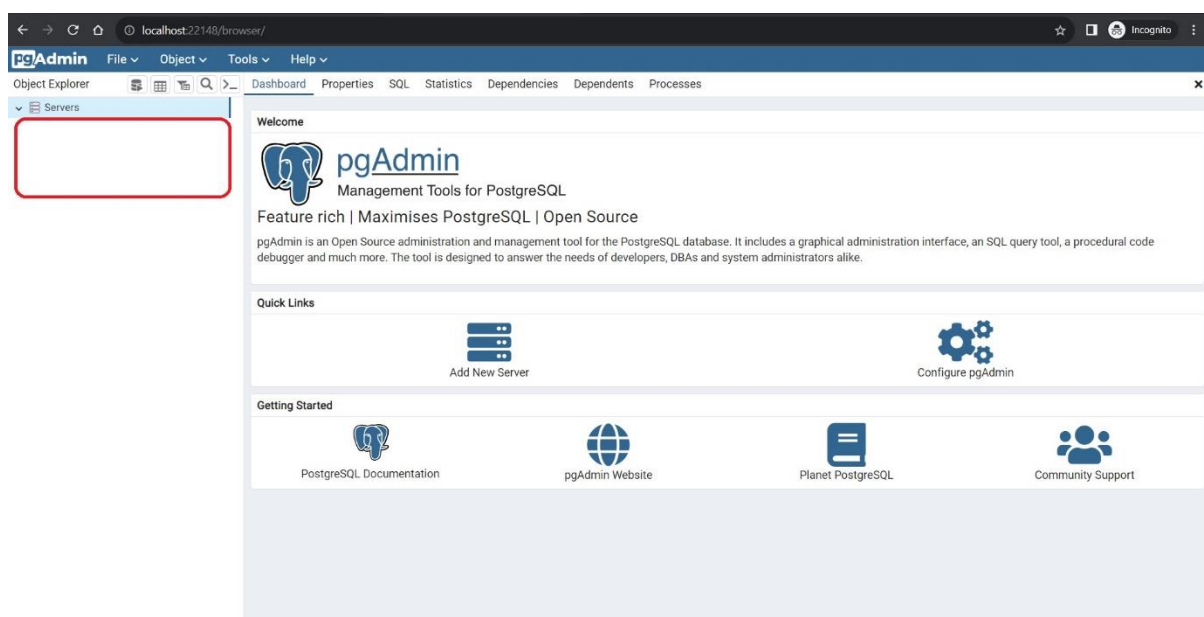 localhost:22148/browser/
Incognito
pgAdmin File Object Tools Help
Object Explorer
Dashboard Properties SQL Statistics Dependencies Dependents Processes
Servers
Welcome
pgAdmin
Management Tools for PostgreSQL
Feature rich | Maximises PostgreSQL | Open Source
pgAdmin is an Open Source administration and management tool for the PostgreSQL database. It includes a graphical administration interface, an SQL query tool, a procedural code
debugger and much more. The tool is designed to answer the needs of developers, DBAs and system administrators alike.
Quick Links
Add New Server
Configure pgAdmin
Getting Started
PostgreSQL Documentation
pgAdmin Website
Planet PostgreSQL
Community Support